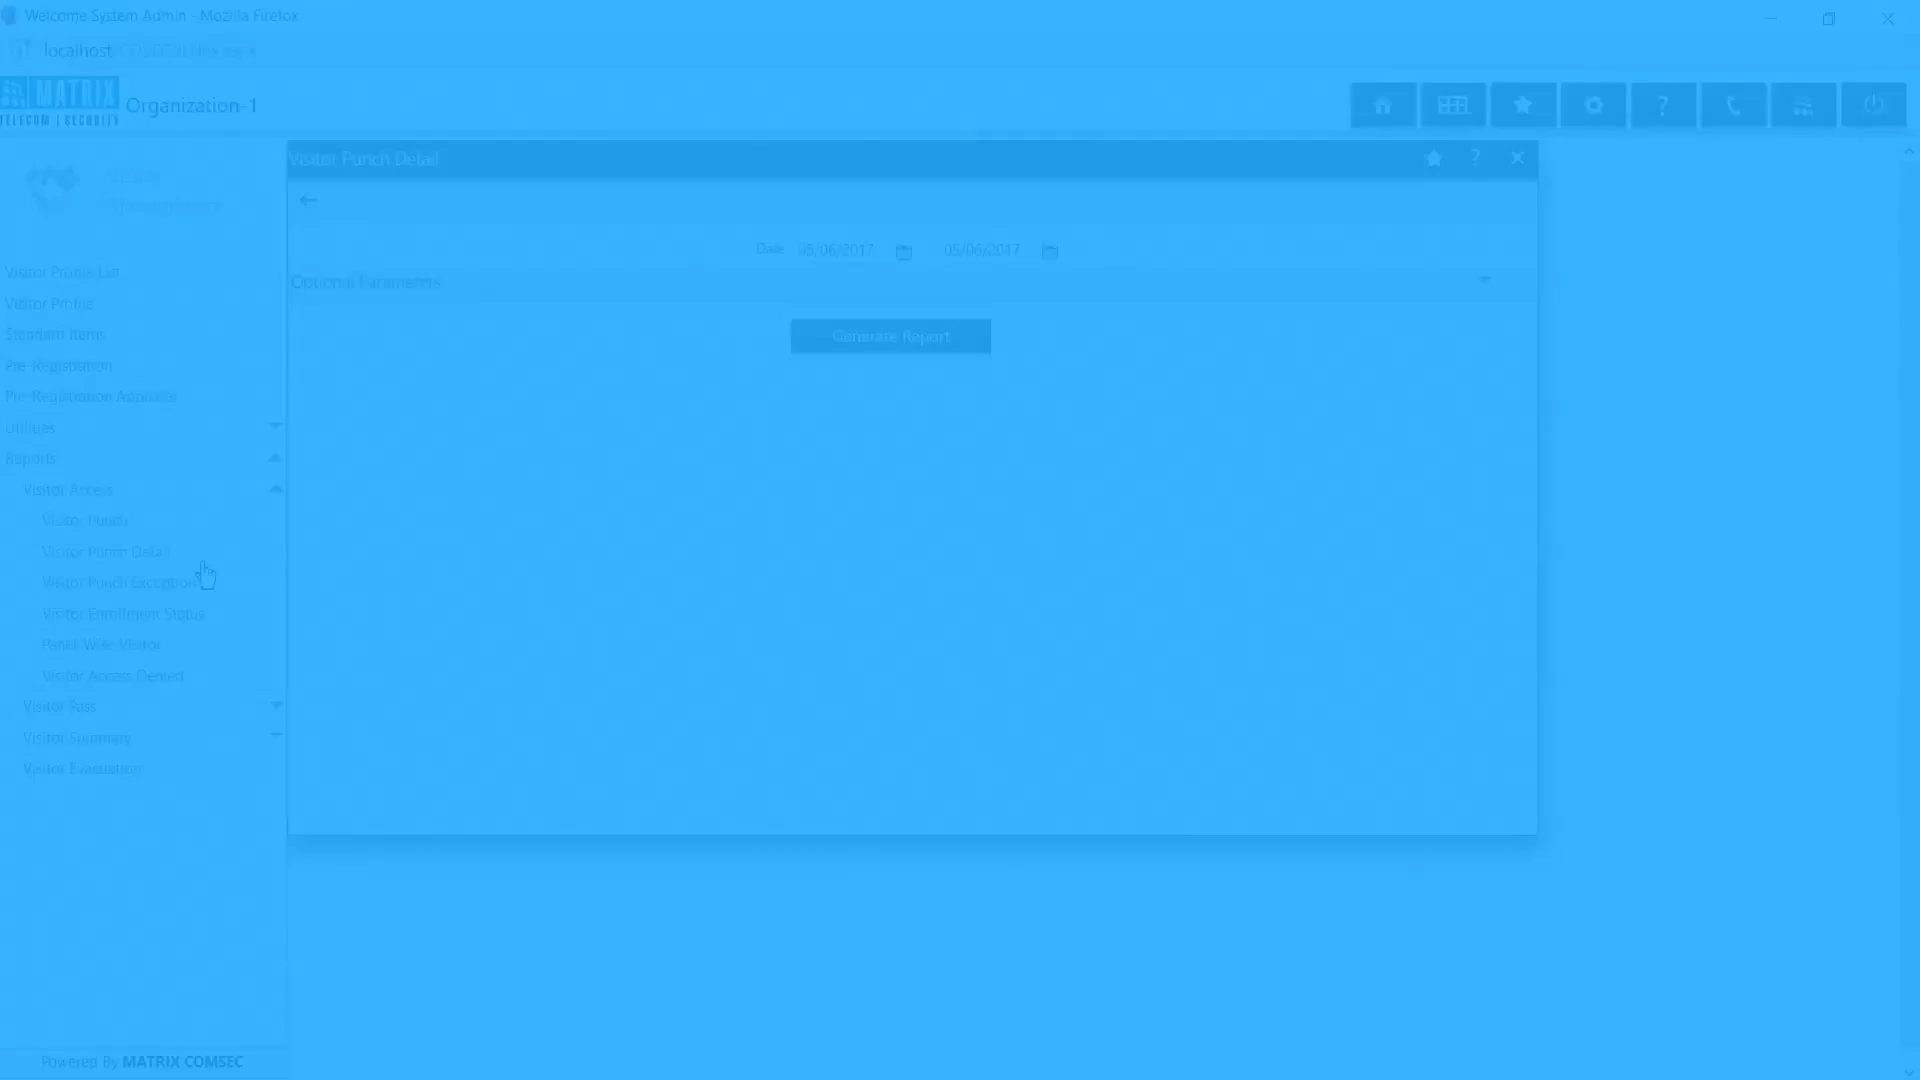 Welcome System Admin - Mozilla Firefox
localhost
MATRIX
TELECOM | SECURITY
Organization-1
Visitor Punch Detail
Date 05/06/2017 05/06/2017
Optional Parameters
Generate Report
Management
Visitor Profile List
Visitor Profile
Standard Items
Pre-Registration
Pre-Registration Approval
Utilities
Reports
Visitor Access
Visitor Punch
Visitor Punch Detail
Visitor Punch Exception
Visitor Enrollment Status
Panel Wise Visitor
Visitor Access Denied
Visitor Pass
Visitor Summary
Visitor Evacuation
Powered By MATRIX COMSEC